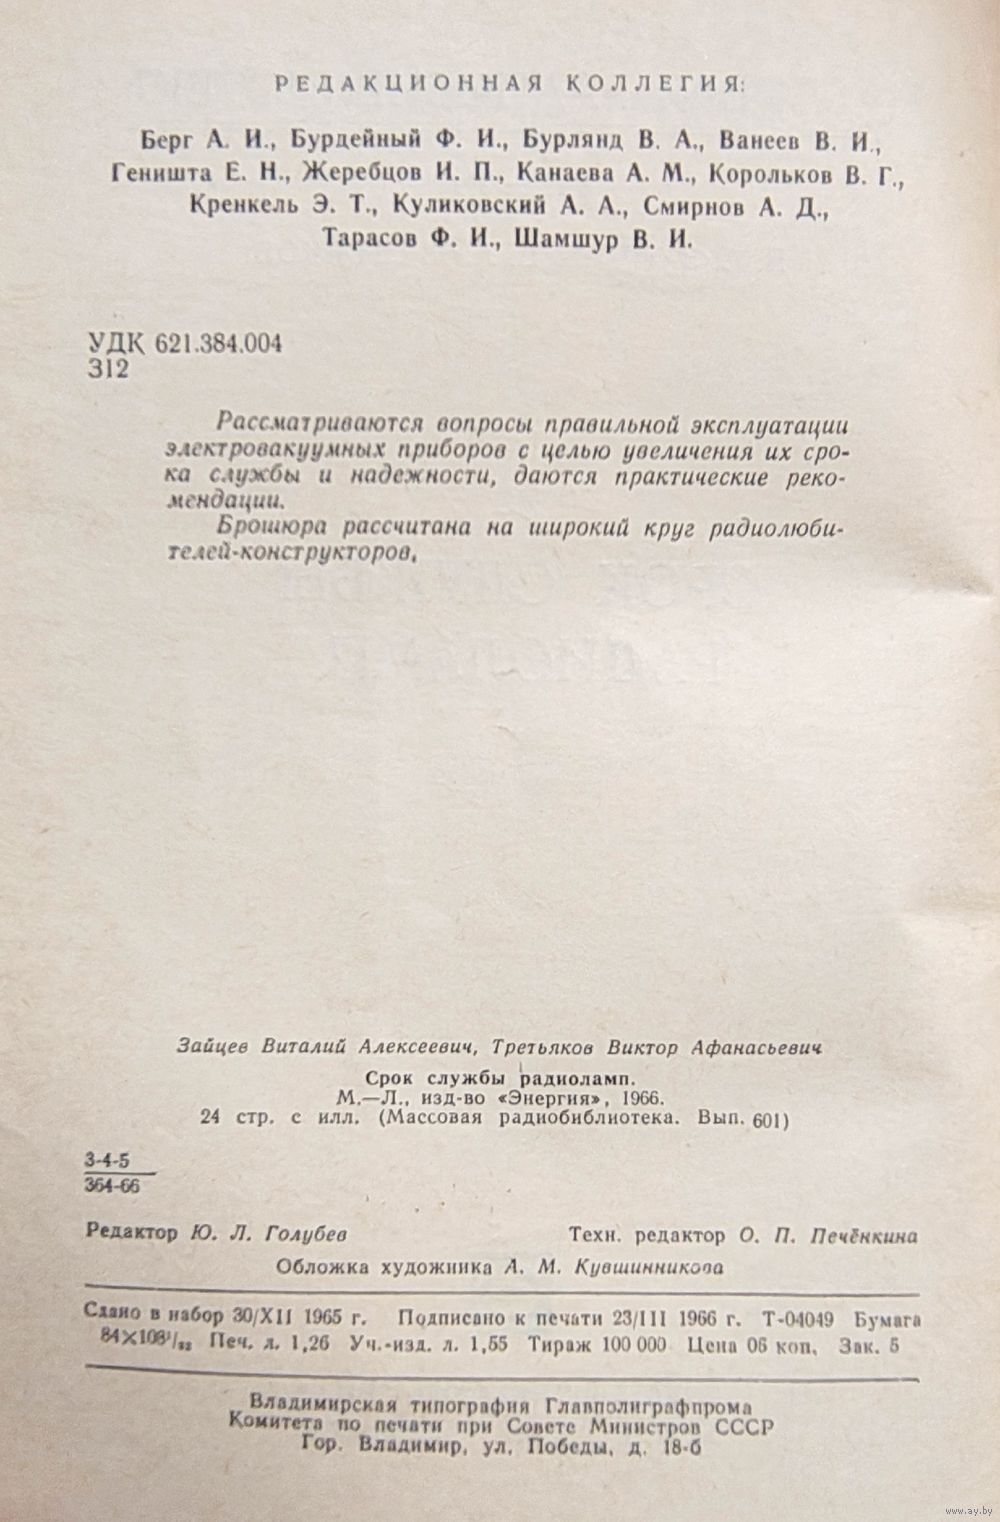 РЕДАКЦИОННАЯ КОЛЛЕГИЯ:
Берг А. И., Бурдейный Ф. И., Бурлянд В. А., Ванеев В. И.,
Геништа Е. Н., Жеребцов И. П., Канаева А. М., Корольков В. Г.,
Кренкель Э. Т., Куликовский А. А., Смирнов А. Д.,
Тарасов Ф. И., Шамшур В. И.
УДК 621.384.004
З12
Рассматриваются вопросы правильной эксплуатации
электровакуумных приборов с целью увеличения их сро-
ка службы и надежности, даются практические реко-
мендации.
Брошюра рассчитана на широкий круг радиолюби-
телей-конструкторов.
Зайцев Виталий Алексеевич, Третьяков Виктор Афанасьевич
Срок службы радиоламп.
М.—Л., изд-во «Энергия», 1966.
24 стр. с илл. (Массовая радиобиблиотека. Вып. 601)
3-4-5
364-66
Редактор Ю. Л. Голубев Техн. редактор О. П. Печёнкина
Обложка художника А. М. Кувшинникова
Сдано в набор 30/XII 1965 г. Подписано к печати 23/III 1966 г. Т-04049 Бумага
84×108¹/₃₂ Печ. л. 1,26 Уч.-изд. л. 1,55 Тираж 100 000 Цена 06 коп. Зак. 5
Владимирская типография Главполиграфпрома
Комитета по печати при Совете Министров СССР
Гор. Владимир, ул. Победы, д. 18-б
www.ay.by